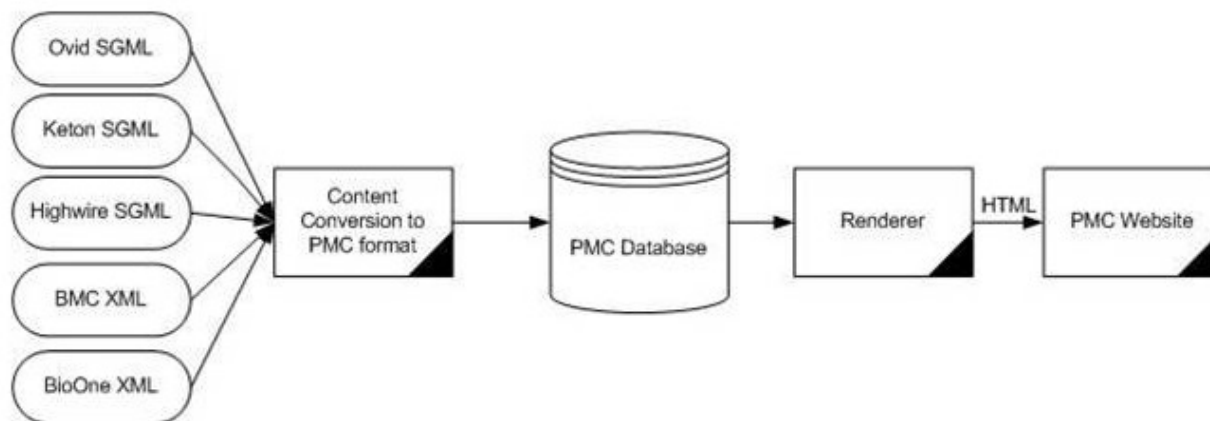 Ovid SGML
Keton SGML
Highwire SGML
BMC XML
BioOne XML
Content
Conversion to
PMC format
PMC Database
Renderer
HTML
PMC Website